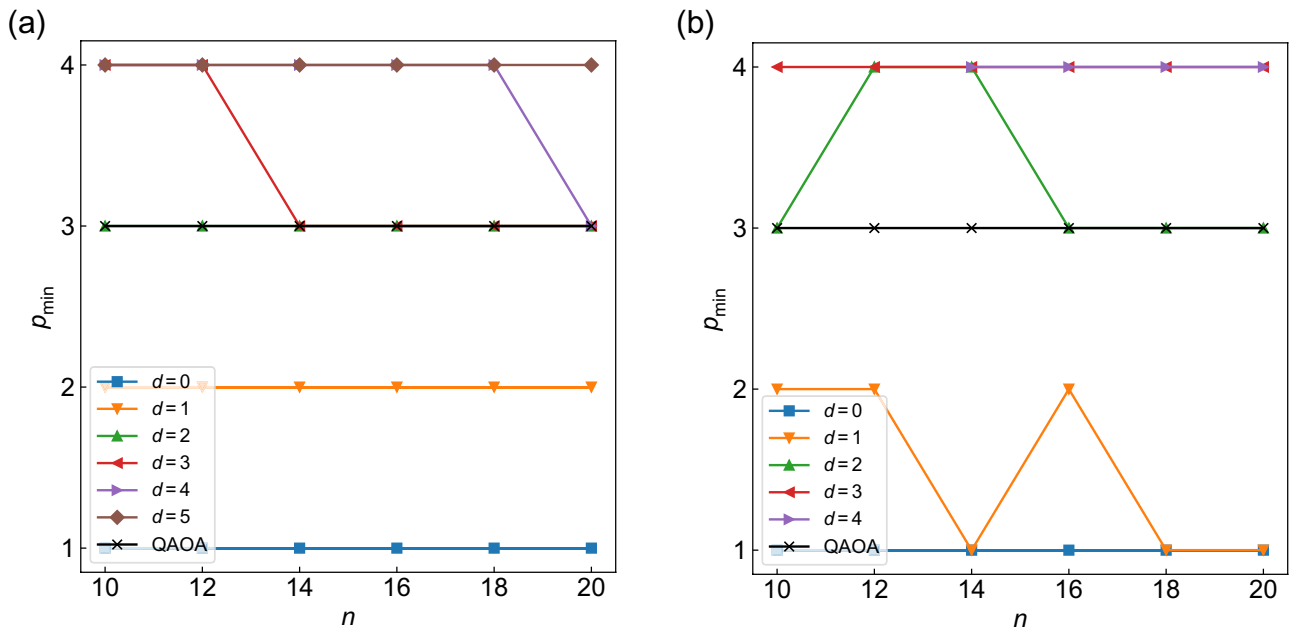 (a)
4
3
2
1
p_min
d = 0
d = 1
d = 2
d = 3
d = 4
d = 5
QAOA
10 12 14 16 18 20
n
(b)
4
3
2
1
p_min
d = 0
d = 1
d = 2
d = 3
d = 4
QAOA
10 12 14 16 18 20
n